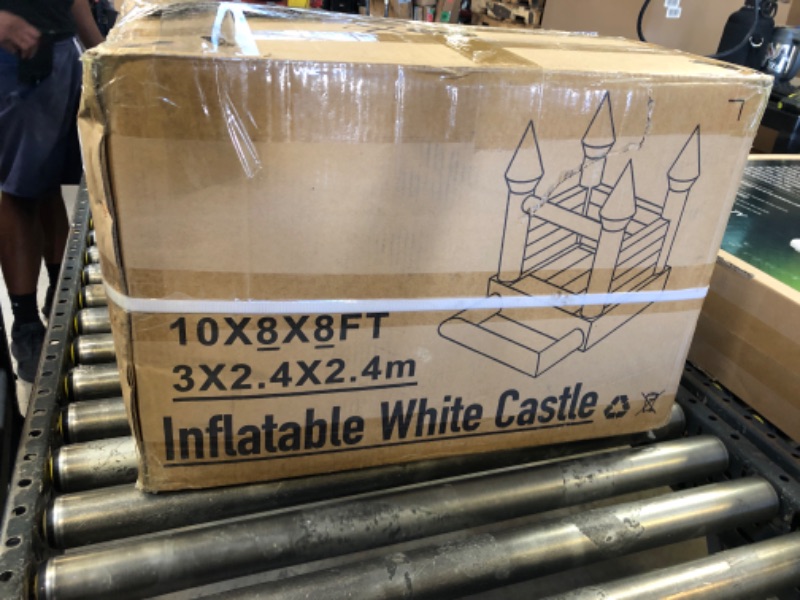 10X8X8FT
3X2.4X2.4m
Inflatable White Castle